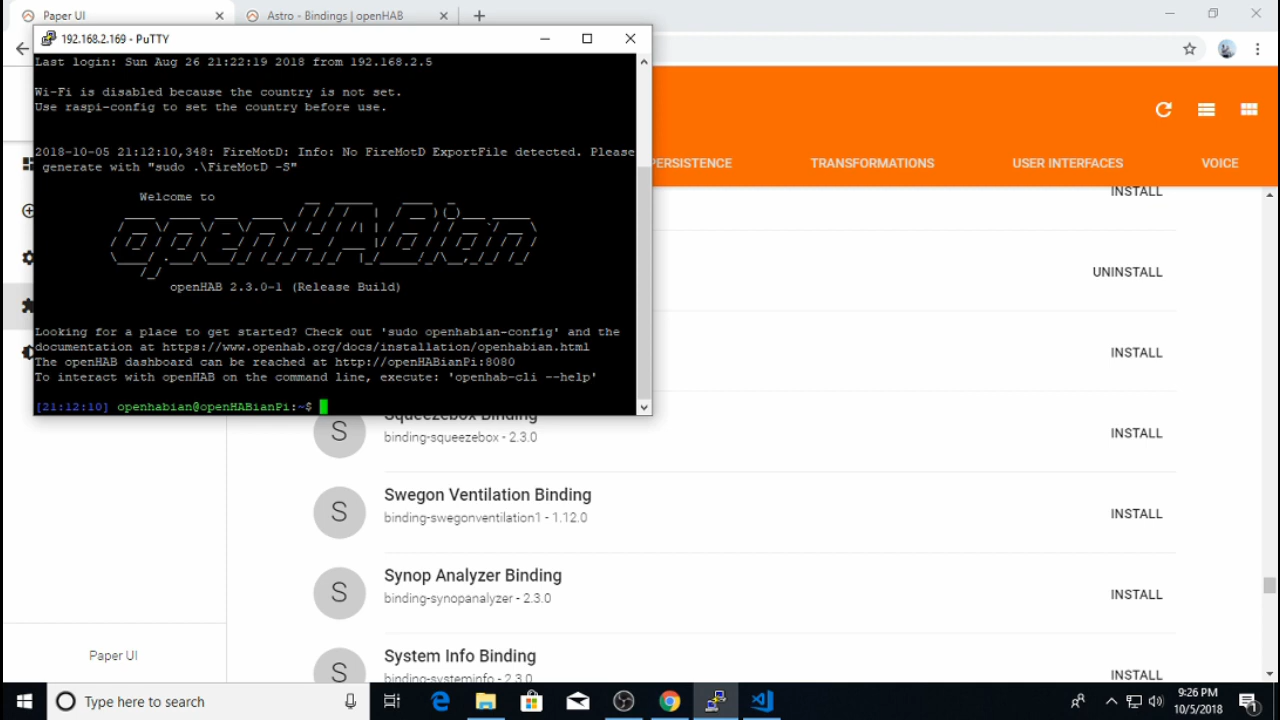 Paper UI
Astro - Bindings | openHAB
192.168.2.169 - PuTTY
Last login: Sun Aug 26 21:22:19 2018 from 192.168.2.5
Wi-Fi is disabled because the country is not set.
Use raspi-config to set the country before use.
2018-10-05 21:12:10,348: FireMotD: Info: No FireMotD ExportFile detected. Please
generate with "sudo .\FireMotD -S"
Welcome to
openHABian
openHAB 2.3.0-1 (Release Build)
Looking for a place to get started? Check out 'sudo openhabian-config' and the
documentation at https://www.openhab.org/docs/installation/openhabian.html
The openHAB dashboard can be reached at http://openHABianPi:8080
To interact with openHAB on the command line, execute: 'openhab-cli --help'
[21:12:10] openhabian@openHABianPi:~$
PERSISTENCE
TRANSFORMATIONS
USER INTERFACES
VOICE
INSTALL
UNINSTALL
INSTALL
S
Squeezebox Binding
binding-squeezebox - 2.3.0
INSTALL
S
Swegon Ventilation Binding
binding-swegonventilation1 - 1.12.0
INSTALL
S
Synop Analyzer Binding
binding-synopanalyzer - 2.3.0
INSTALL
S
System Info Binding
binding-systeminfo - 2.3.0
INSTALL
Paper UI
Type here to search
9:26 PM
10/5/2018
1